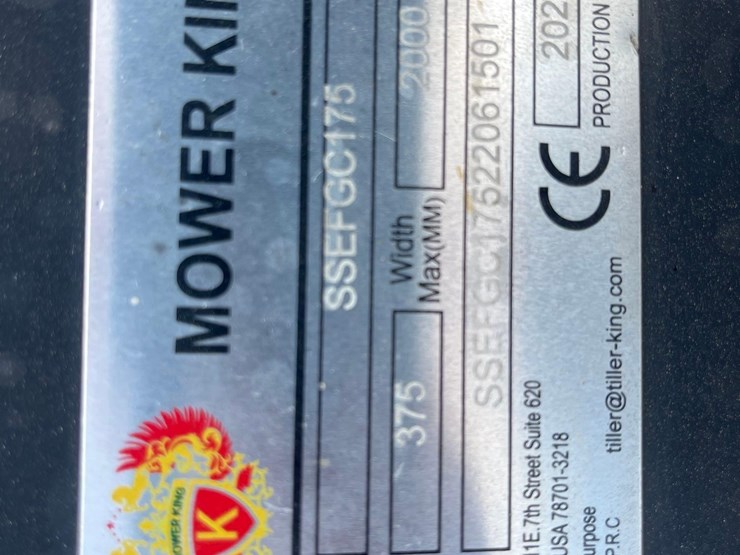 MOWER KI
OWER KING
K
SSEFGC175
375 Width Max(MM) 2000
SSEFGC17522061501
1E.7th Street Suite 620
USA 78701-3218
CE
202
PRODUCTION
urpose
P.R.C
tiller@tiller-king.com